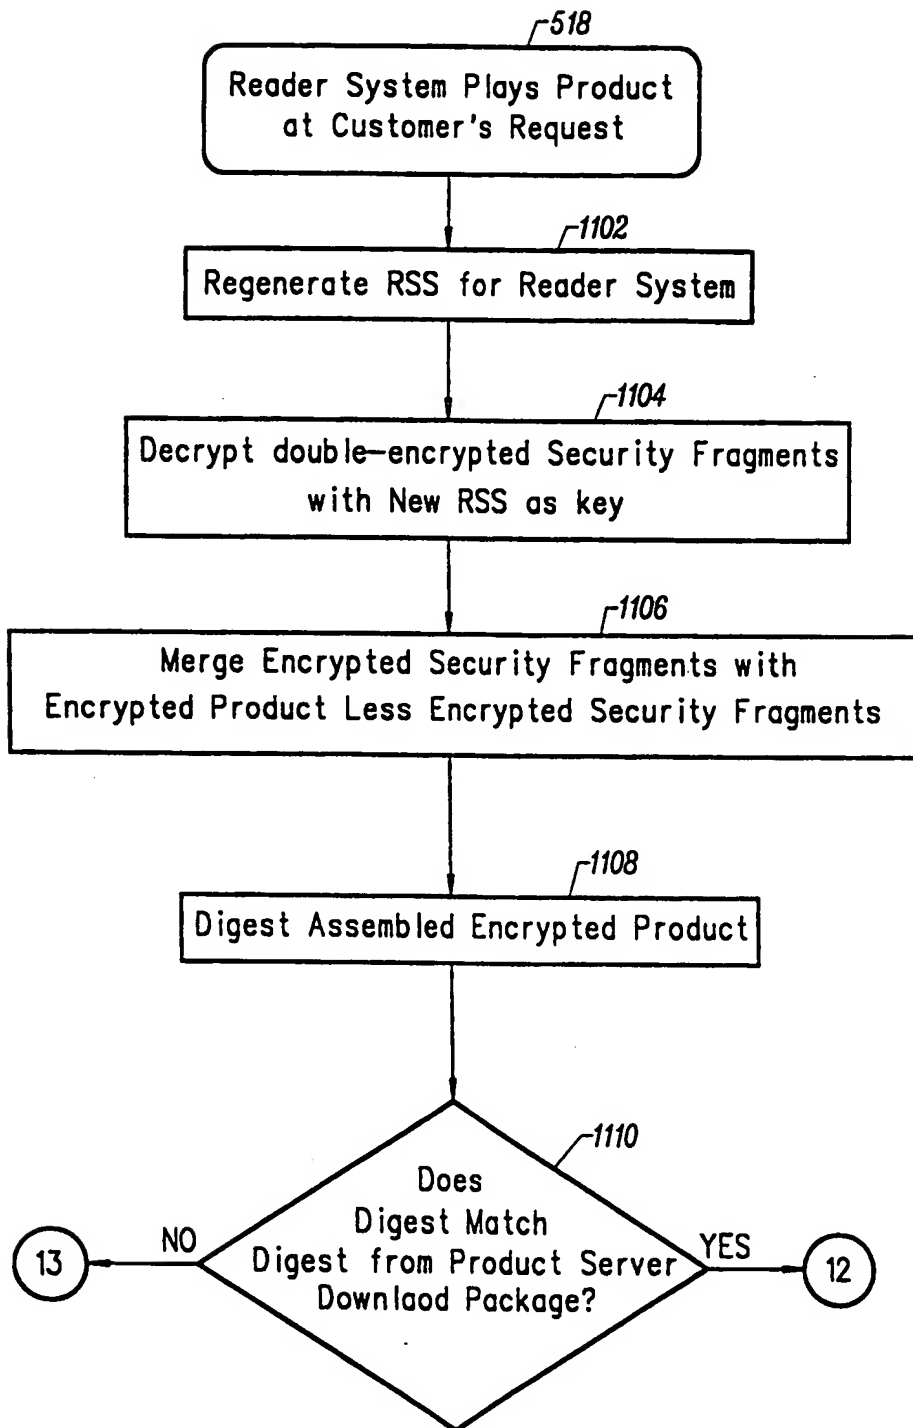 518
Reader System Plays Product
at Customer's Request
1102
Regenerate RSS for Reader System
1104
Decrypt double-encrypted Security Fragments
with New RSS as key
1106
Merge Encrypted Security Fragments with
Encrypted Product Less Encrypted Security Fragments
1108
Digest Assembled Encrypted Product
1110
Does
Digest Match
Digest from Product Server
Downlaod Package?
NO
YES
13
12